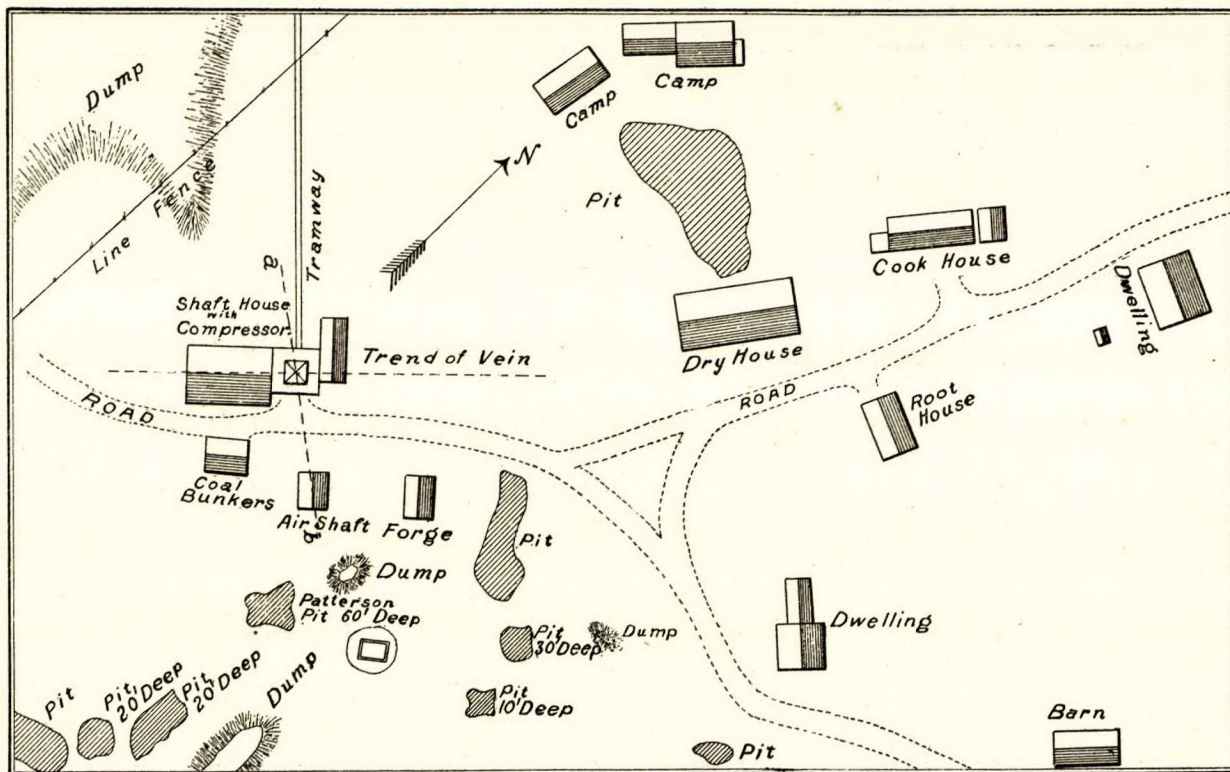 Dump
Line Fence
Tramway
N
Camp
Camp
Pit
a
Shaft House
with
Compressor
Trend of Vein
Dry House
Cook House
Dwelling
ROAD
ROAD
Root
House
Coal
Bunkers
Air Shaft
Forge
Pit
Dump
Patterson
Pit 60' Deep
Pit
30' Deep
Dump
Dwelling
Pit
Pit,
20' Deep
Pit,
20' Deep
Dump
Pit
10' Deep
Pit
Barn